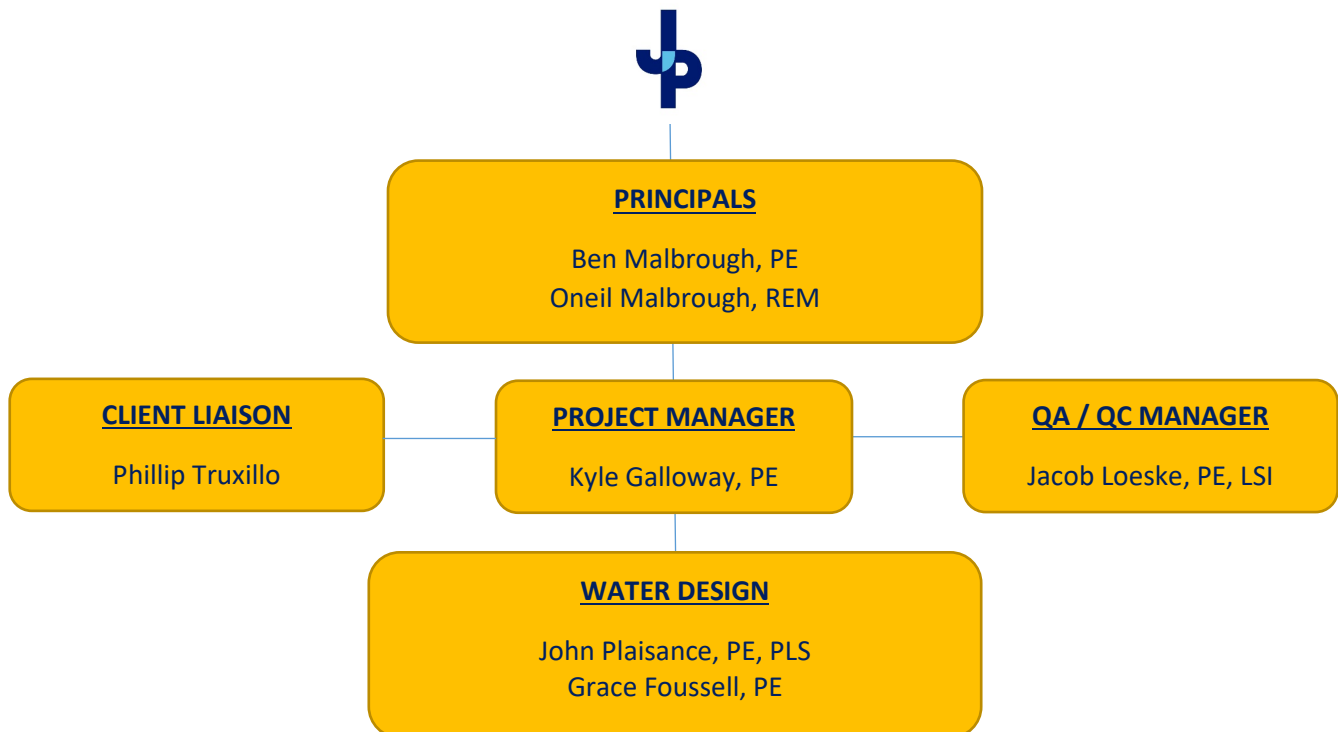 JP
PRINCIPALS
Ben Malbrough, PE
Oneil Malbrough, REM
CLIENT LIAISON
Phillip Truxillo
PROJECT MANAGER
Kyle Galloway, PE
QA / QC MANAGER
Jacob Loeske, PE, LSI
WATER DESIGN
John Plaisance, PE, PLS
Grace Foussell, PE